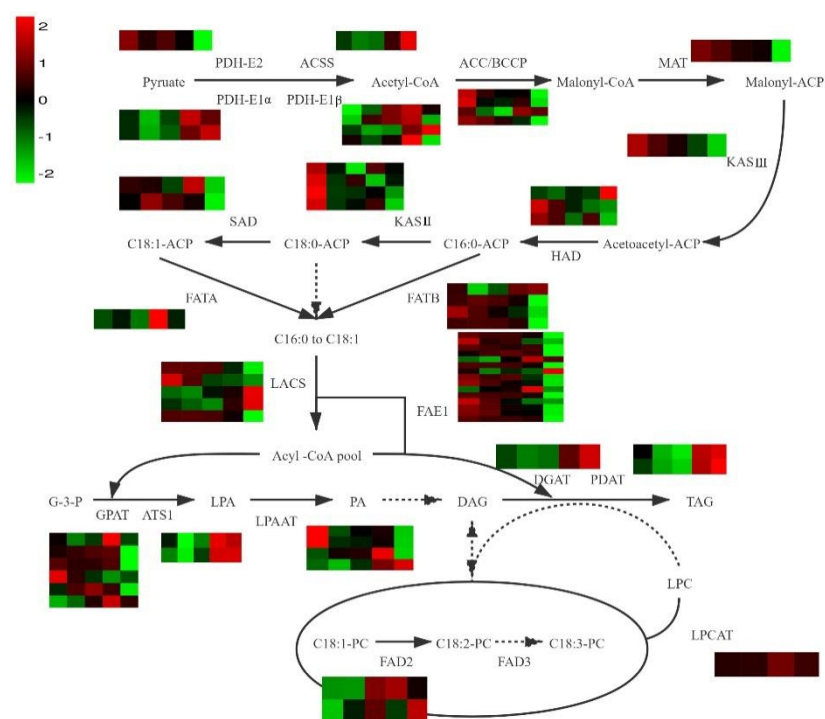 2
1
0
-1
-2
PDH-E2 ACSS ACC/BCCP MAT
Pyruate Acetyl-CoA Malonyl-CoA Malonyl-ACP
PDH-E1α PDH-E1β
KASⅢ
SAD KASⅡ
C18:1-ACP C18:0-ACP C16:0-ACP Acetoacetyl-ACP
HAD
FATA FATB
C16:0 to C18:1
LACS
FAE1
Acyl -CoA pool
DGAT PDAT
G-3-P LPA PA DAG TAG
GPAT ATS1 LPAAT
LPC
LPCAT
C18:1-PC C18:2-PC C18:3-PC
FAD2 FAD3